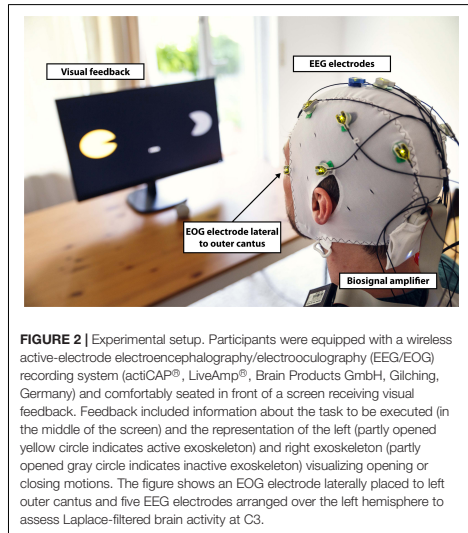 Visual feedback
EEG electrodes
EOG electrode lateral
to outer cantus
Biosignal amplifier
FIGURE 2 | Experimental setup. Participants were equipped with a wireless
active-electrode electroencephalography/electrooculography (EEG/EOG)
recording system (actiCAP®, LiveAmp®, Brain Products GmbH, Gilching,
Germany) and comfortably seated in front of a screen receiving visual
feedback. Feedback included information about the task to be executed (in
the middle of the screen) and the representation of the left (partly opened
yellow circle indicates active exoskeleton) and right exoskeleton (partly
opened gray circle indicates inactive exoskeleton) visualizing opening or
closing motions. The figure shows an EOG electrode laterally placed to left
outer cantus and five EEG electrodes arranged over the left hemisphere to
assess Laplace-filtered brain activity at C3.